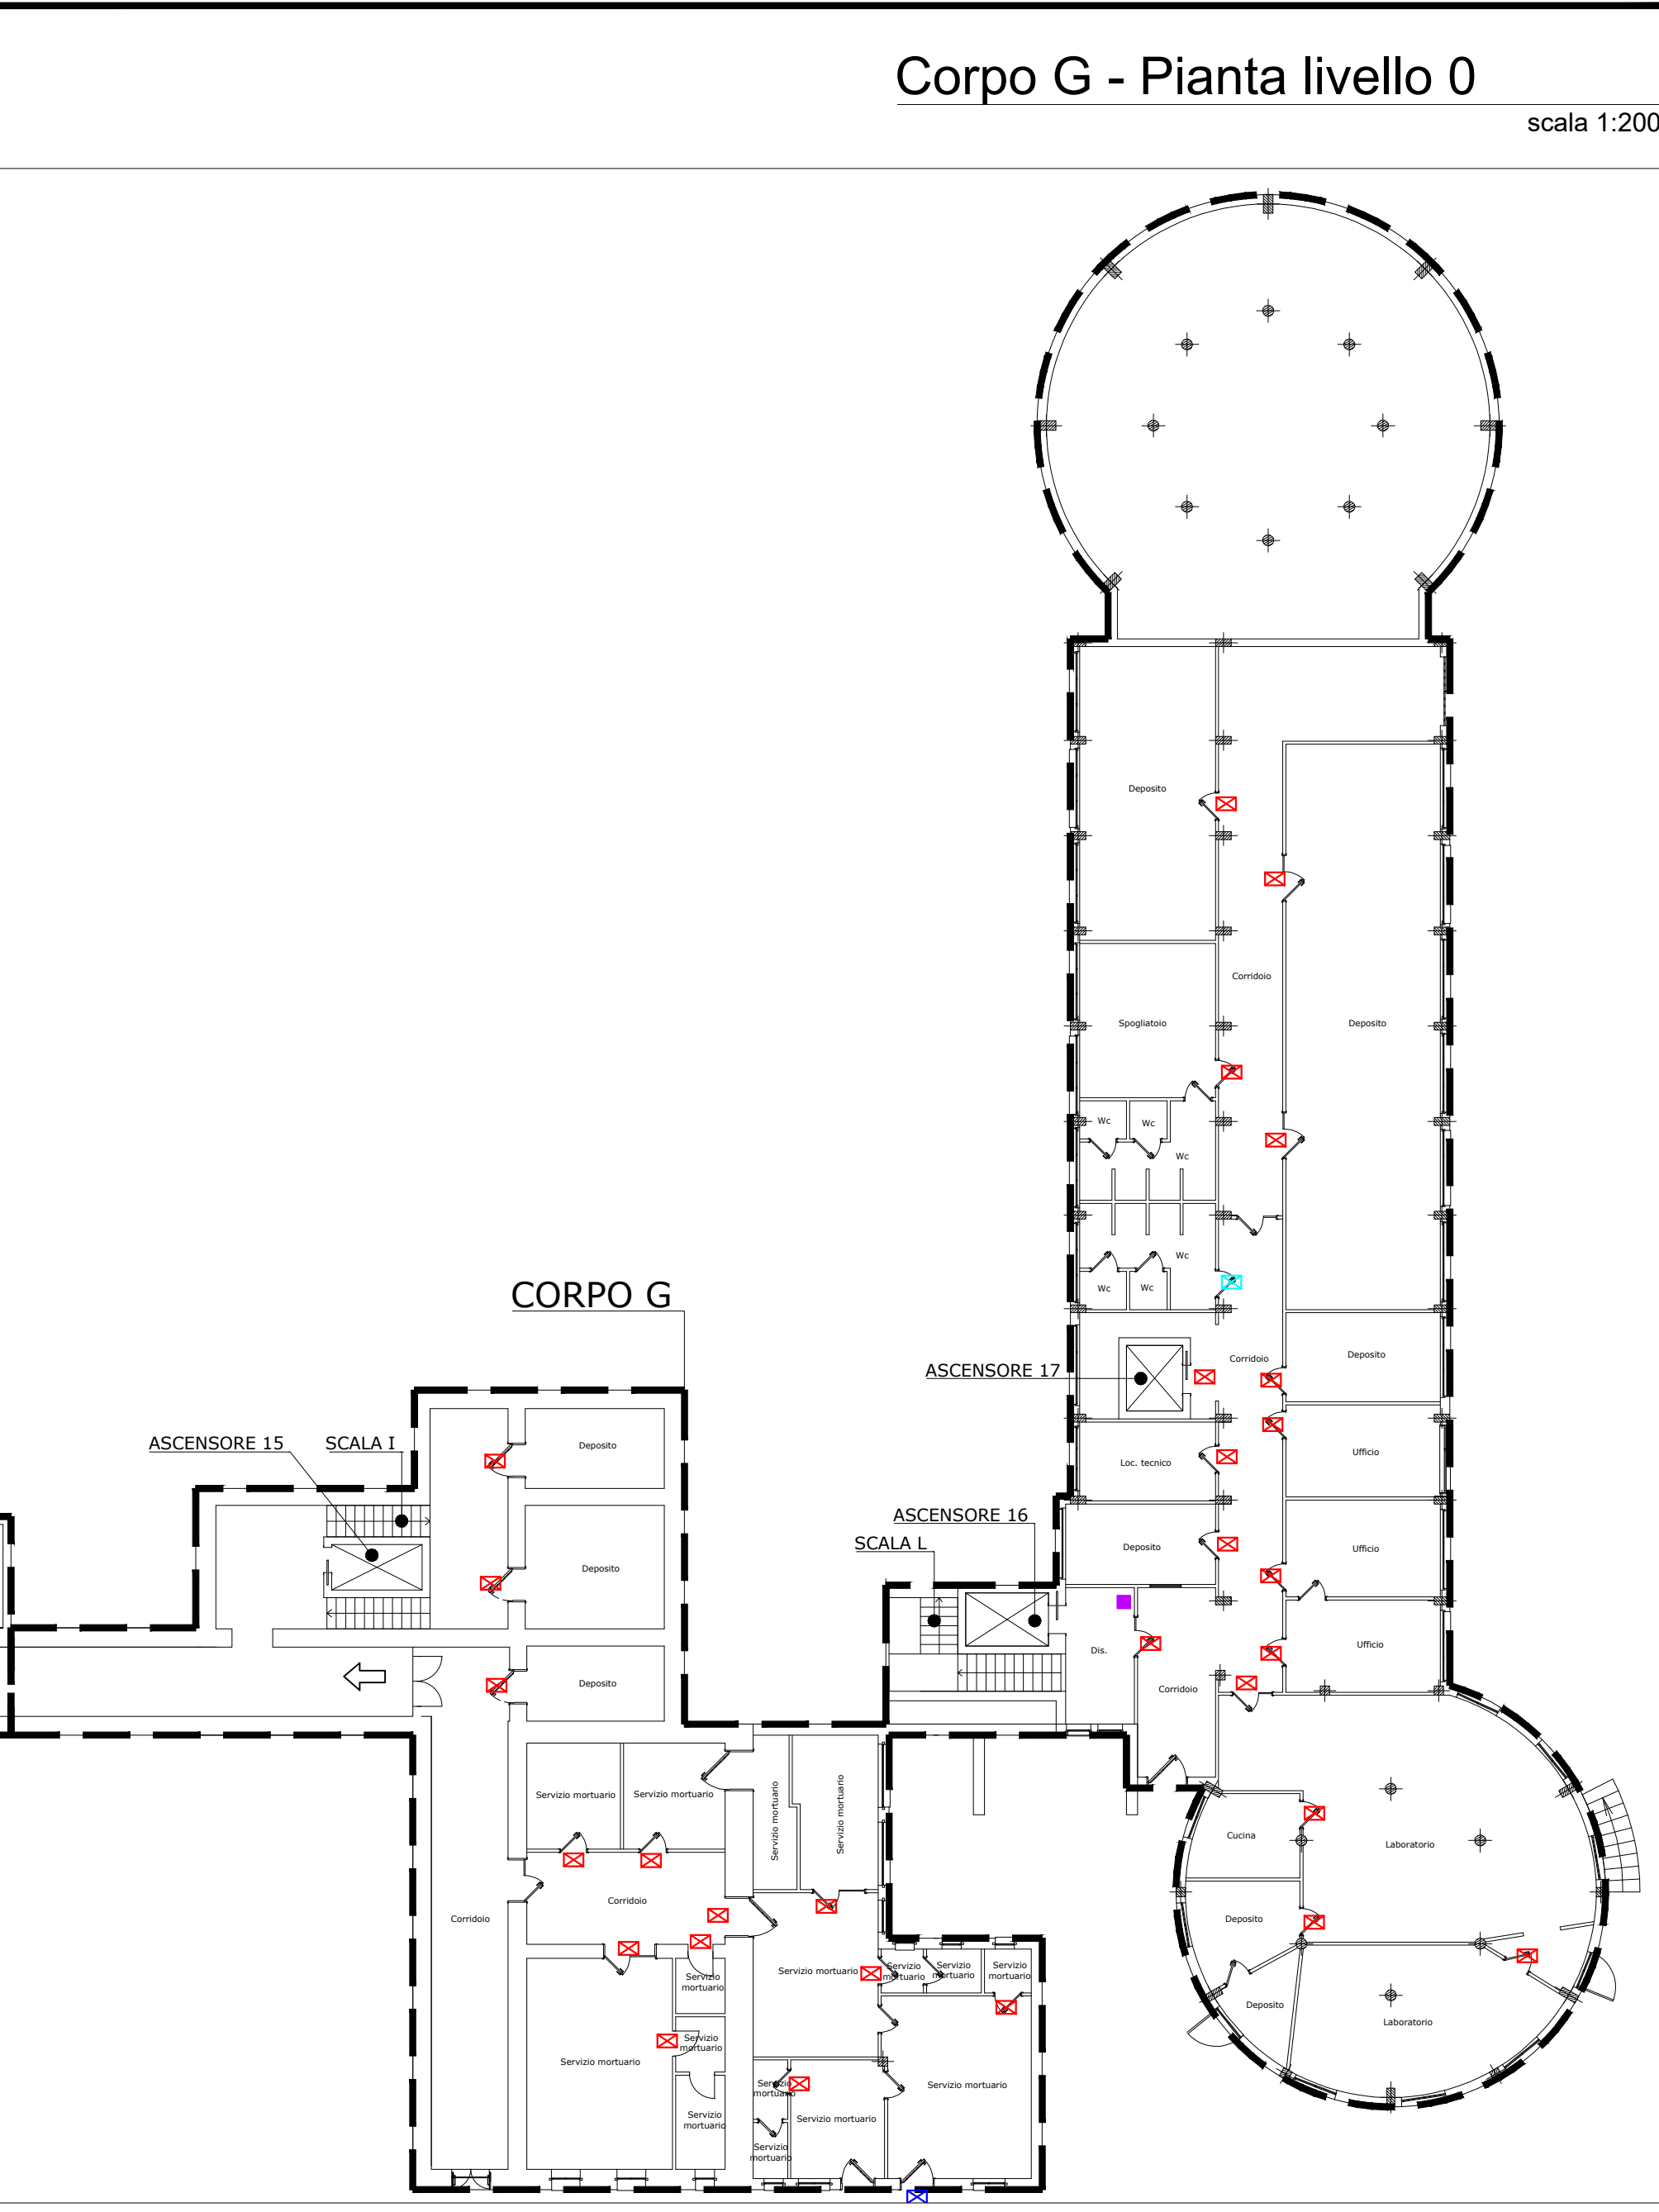 Corpo G - Pianta livello 0
scala 1:200
Deposito
Corridoio
Spogliatoio
Deposito
Wc
Wc
Wc
Wc
Wc
Wc
CORPO G
ASCENSORE 17
Corridoio
Deposito
ASCENSORE 15
SCALA I
Deposito
Ufficio
Loc. tecnico
ASCENSORE 16
SCALA L
Deposito
Ufficio
Deposito
Dis.
Ufficio
Deposito
Corridoio
Servizio mortuario
Servizio mortuario
Servizio mortuario
Servizio mortuario
Cucina
Laboratorio
Corridoio
Corridoio
Deposito
Servizio mortuario
Servizio
mortuario
Servizio
mortuario
Servizio
mortuario
Servizio
mortuario
Deposito
Laboratorio
Servizio
mortuario
Servizio mortuario
Servizio
mortuario
Servizio mortuario
Servizio
mortuario
Servizio mortuario
Servizio
mortuario